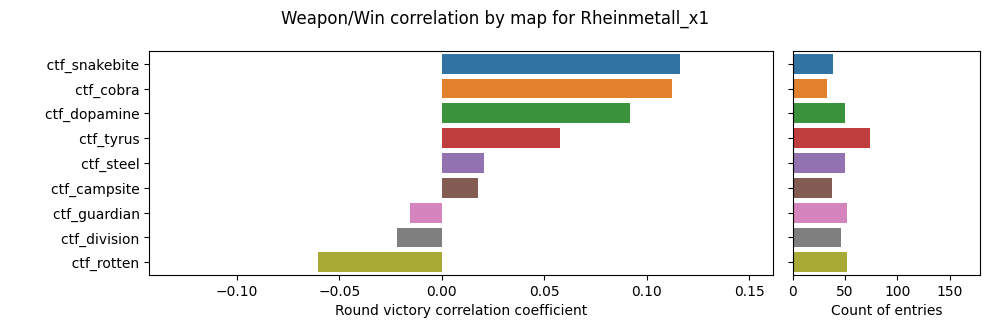 Weapon/Win correlation by map for Rheinmetall_x1
ctf_snakebite
ctf_cobra
ctf_dopamine
ctf_tyrus
ctf_steel
ctf_campsite
ctf_guardian
ctf_division
ctf_rotten
−0.10 −0.05 0.00 0.05 0.10 0.15
Round victory correlation coefficient
0 50 100 150
Count of entries